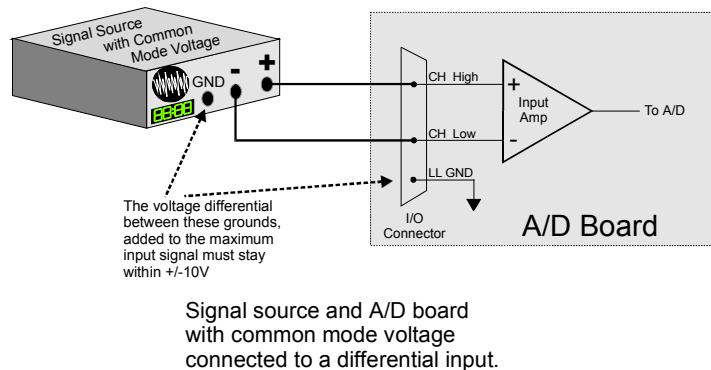 Signal Source
with Common
Mode Voltage
GND
-
+
88:88
CH High
+
Input
Amp
To A/D
CH Low
-
LL GND
I/O
Connector
A/D Board
The voltage differential
between these grounds,
added to the maximum
input signal must stay
within +/-10V
Signal source and A/D board
with common mode voltage
connected to a differential input.